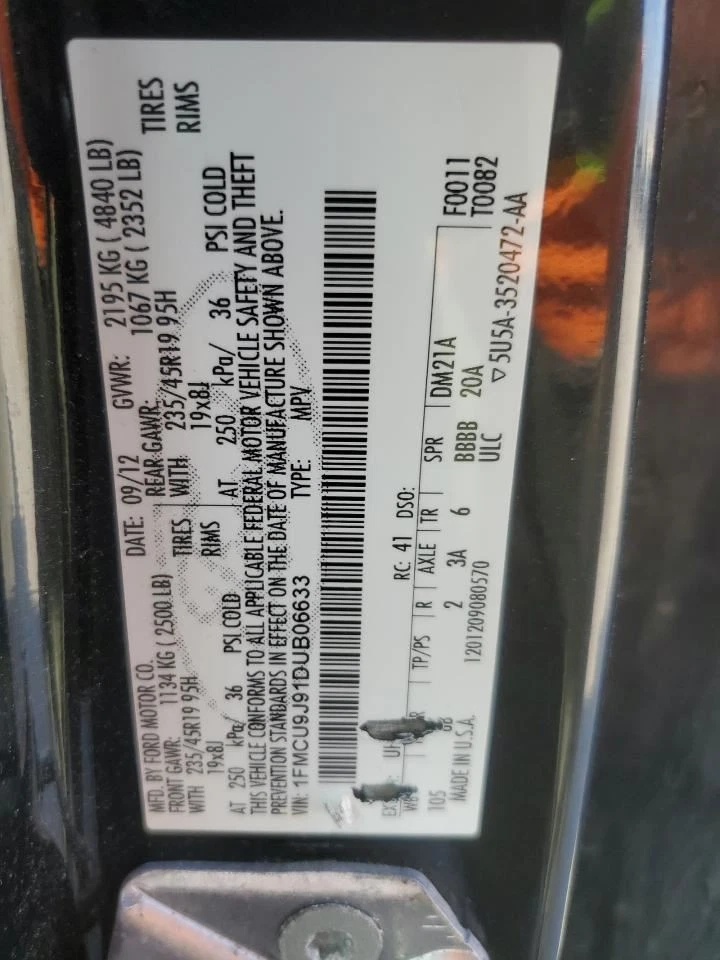 MFD. BY FORD MOTOR CO.
DATE: 09/12 GVWR: 2195 KG ( 4840 LB)
FRONT GAWR: 1134 KG ( 2500 LB)
REAR GAWR: 1067 KG ( 2352 LB)
WITH 235/45R19 95H TIRES
WITH 235/45R19 95H TIRES
19x8J RIMS
19x8J RIMS
AT 250 kPa/ 36 PSI COLD
AT 250 kPa/ 36 PSI COLD
THIS VEHICLE CONFORMS TO ALL APPLICABLE FEDERAL MOTOR VEHICLE SAFETY AND THEFT
PREVENTION STANDARDS IN EFFECT ON THE DATE OF MANUFACTURE SHOWN ABOVE.
VIN: 1FMCU9J91DUB06633 TYPE: MPV
F0011
T0082
RC: 41 DSO:
TP/PS R AXLE TR SPR DM21A
105 2 3A 6 BBBB 20A
MADE IN U.S.A. 1201209080570 ULC
▽5U5A-3520472-AA